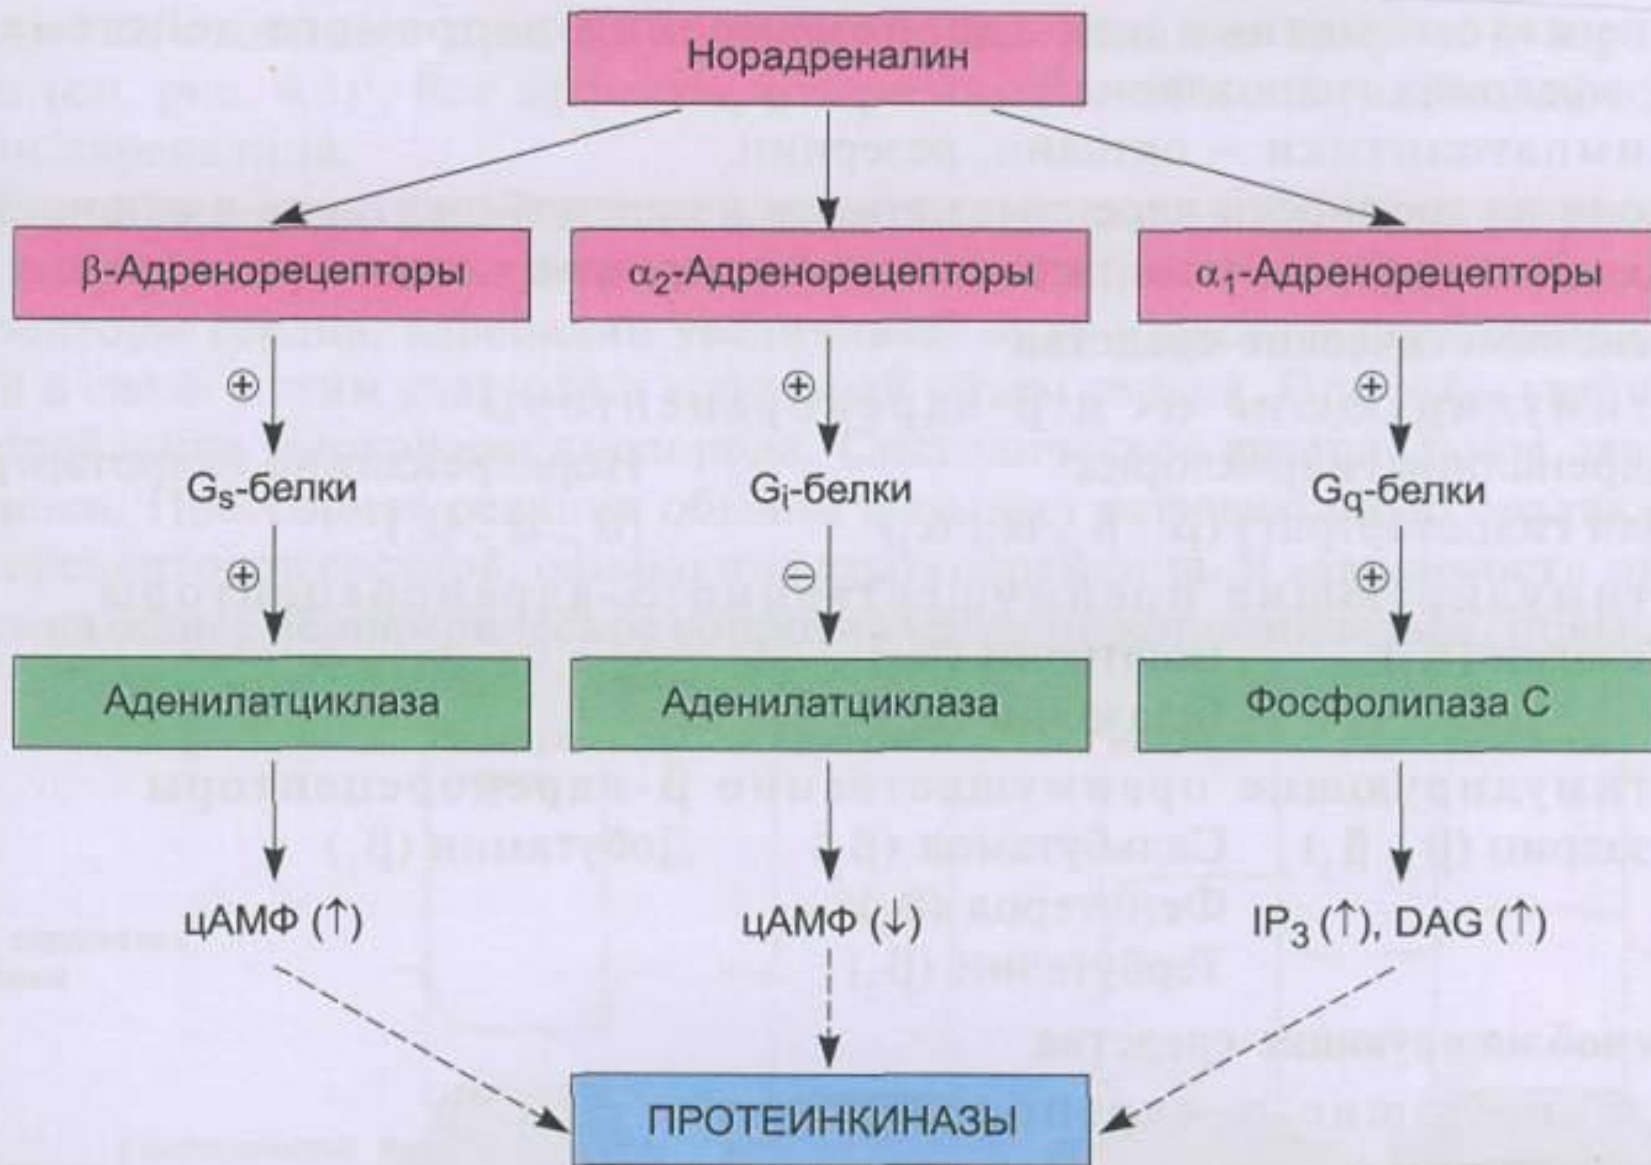 Норадреналин
β-Адренорецепторы
α₂-Адренорецепторы
α₁-Адренорецепторы
⊕
⊕
⊕
Gs-белки
Gi-белки
Gq-белки
⊕
⊖
⊕
Аденилатциклаза
Аденилатциклаза
Фосфолипаза С
цАМФ (↑)
цАМФ (↓)
IP₃ (↑), DAG (↑)
ПРОТЕИНКИНАЗЫ